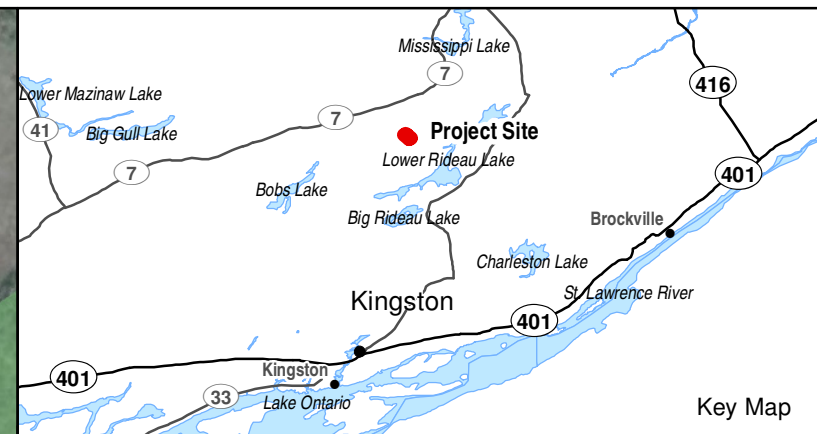 Mississippi Lake
7
416
Lower Mazinaw Lake
41
Big Gull Lake
7
Project Site
Lower Rideau Lake
7
401
Bobs Lake
Big Rideau Lake
Brockville
Charleston Lake
St. Lawrence River
Kingston
401
Kingston
401
33
Lake Ontario
Key Map